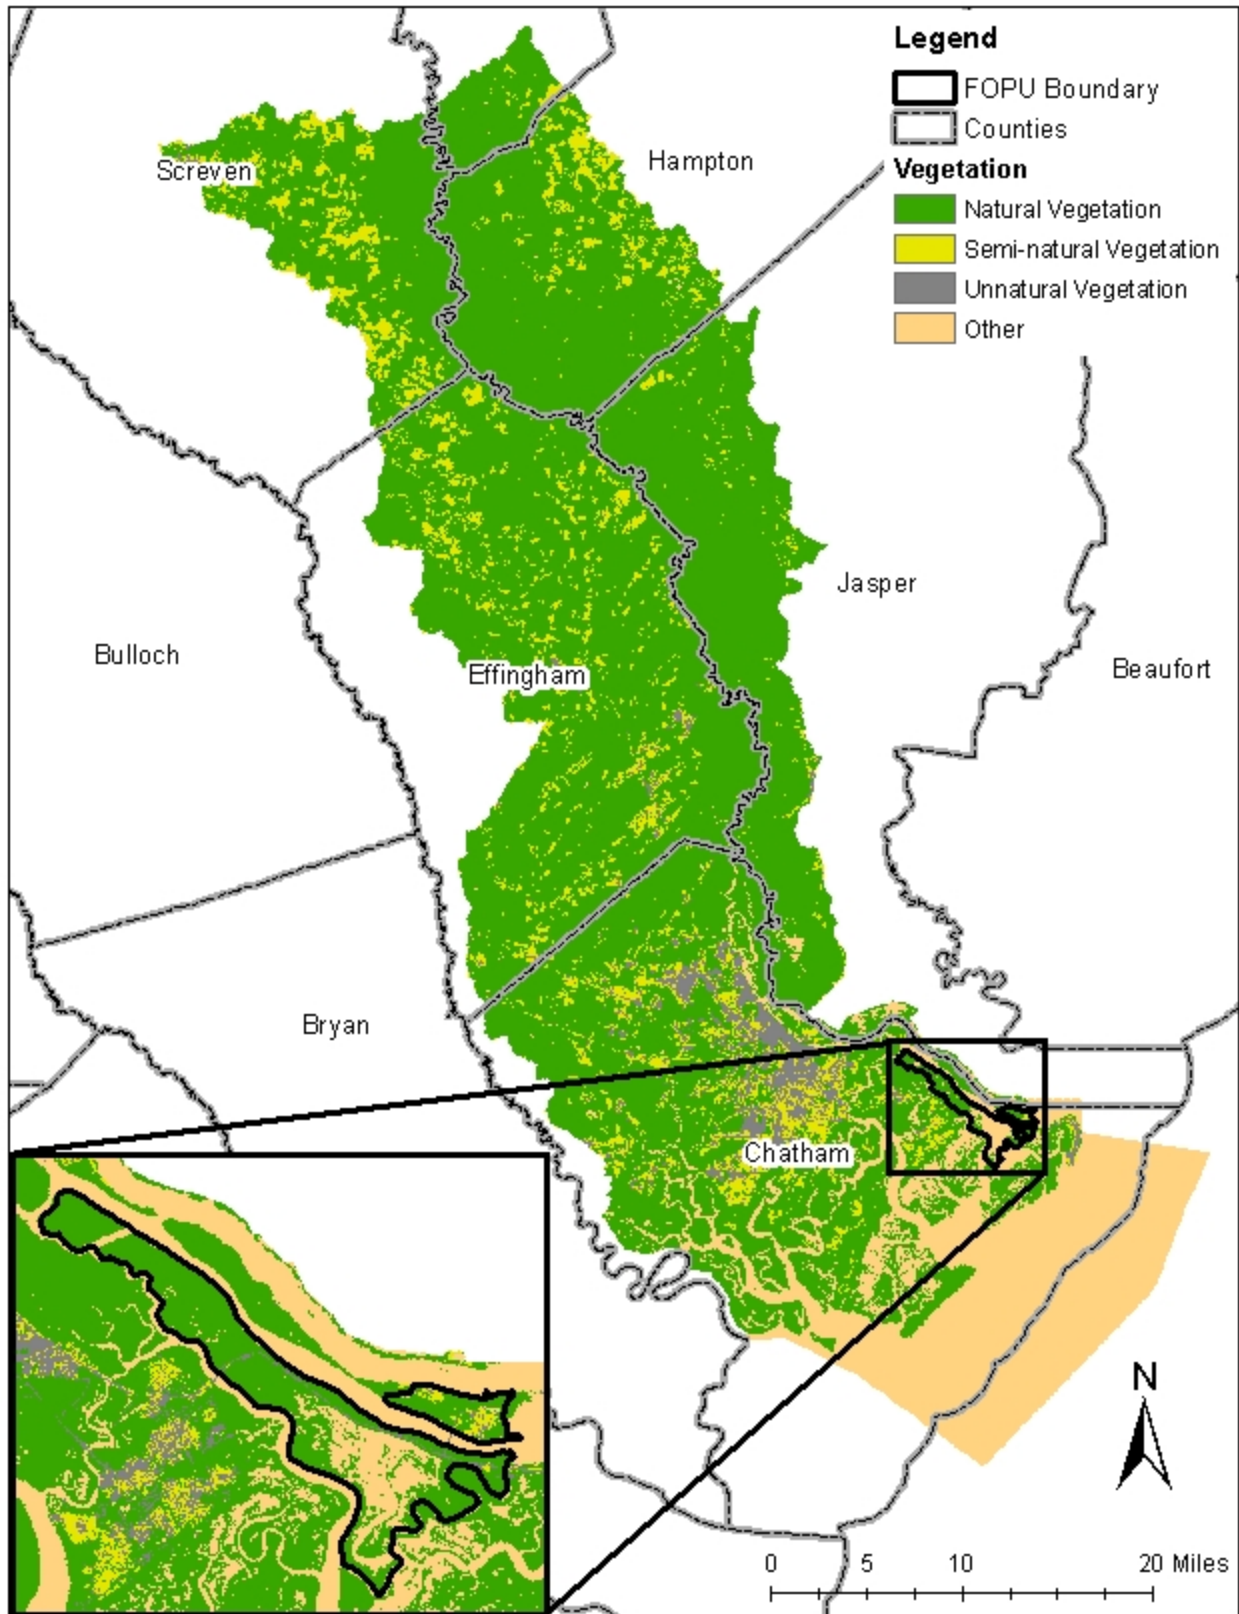 Legend
FOPU Boundary
Counties
Vegetation
Natural Vegetation
Semi-natural Vegetation
Unnatural Vegetation
Other
Hampton
Screven
Jasper
Bulloch
Effingham
Beaufort
Bryan
Chatham
N
0 5 10 20 Miles